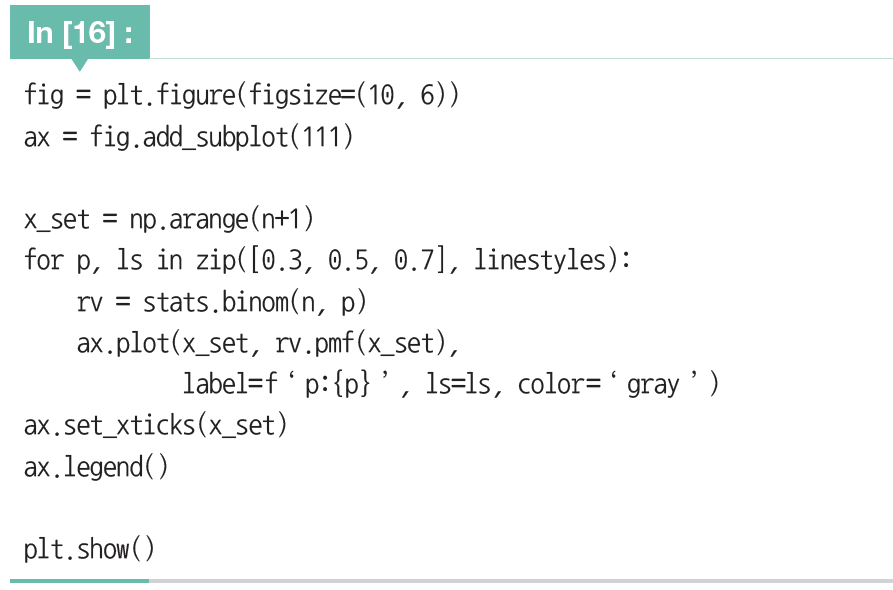 In [16] :
fig = plt.figure(figsize=(10, 6))
ax = fig.add_subplot(111)
x_set = np.arange(n+1)
for p, ls in zip([0.3, 0.5, 0.7], linestyles):
    rv = stats.binom(n, p)
    ax.plot(x_set, rv.pmf(x_set),
            label=f‘p:{p}’, ls=ls, color=‘gray’)
ax.set_xticks(x_set)
ax.legend()
plt.show()